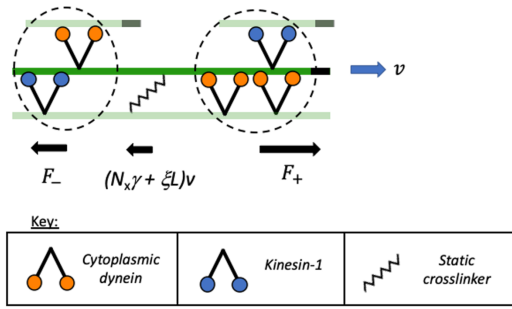 v
F₋ (Nₓγ + ξL)v F₊
Key:
Cytoplasmic
dynein
Kinesin-1
Static
crosslinker